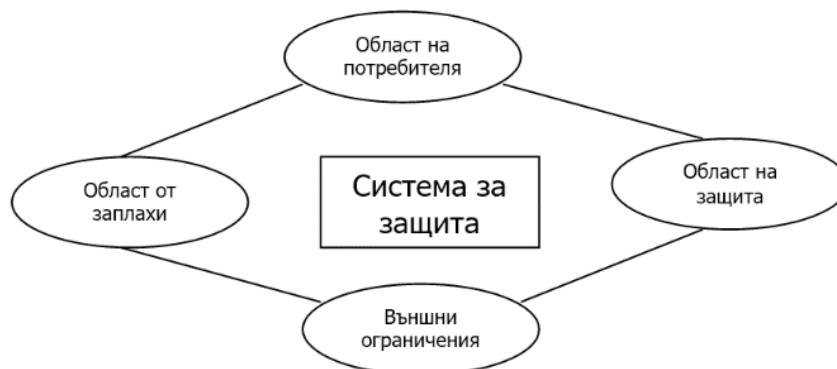 Област на
потребителя
Област от
заплахи
Система за
защита
Област на
защита
Външни
ограничения